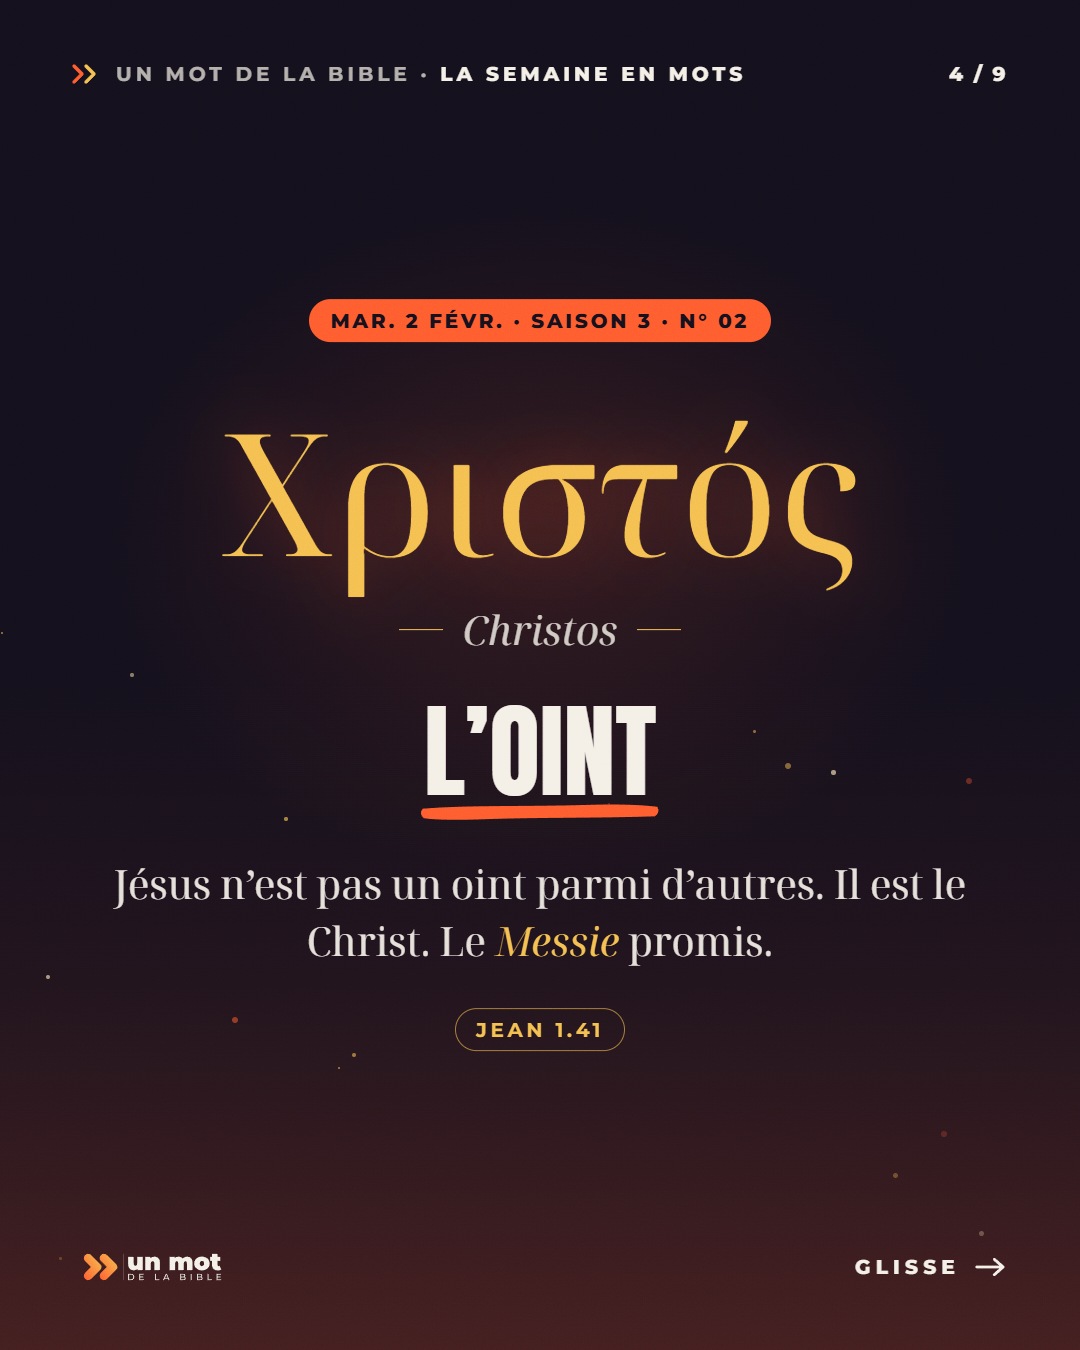 UN MOT DE LA BIBLE · LA SEMAINE EN MOTS
4 / 9
MAR. 2 FÉVR. · SAISON 3 · N° 02
Χριστός
Christos
L’OINT
Jésus n’est pas un oint parmi d’autres. Il est le
Christ. Le Messie promis.
JEAN 1.41
un mot
DE LA BIBLE
GLISSE →